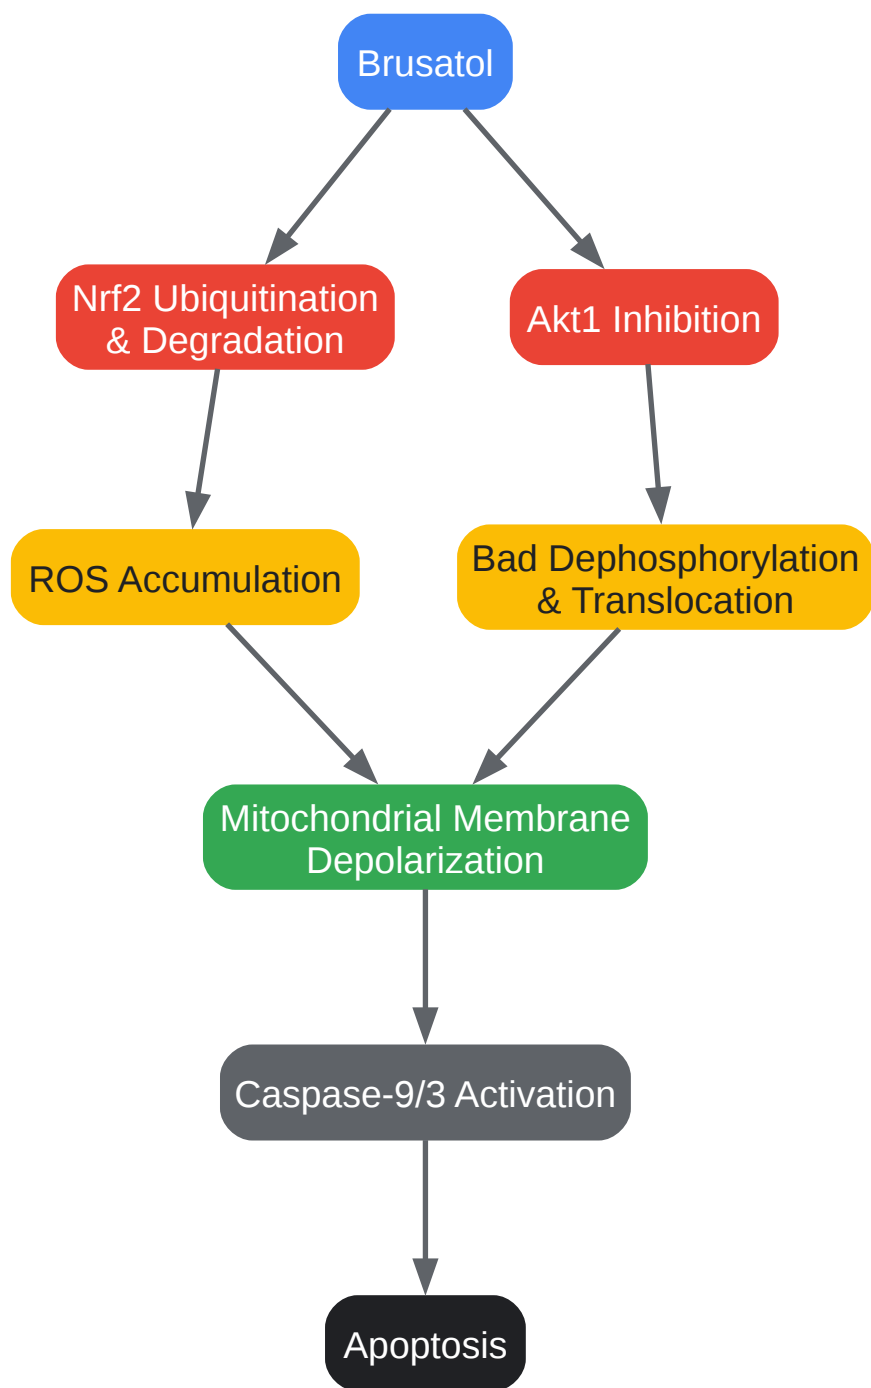 Brusatol
Nrf2 Ubiquitination
& Degradation
Akt1 Inhibition
ROS Accumulation
Bad Dephosphorylation
& Translocation
Mitochondrial Membrane
Depolarization
Caspase-9/3 Activation
Apoptosis